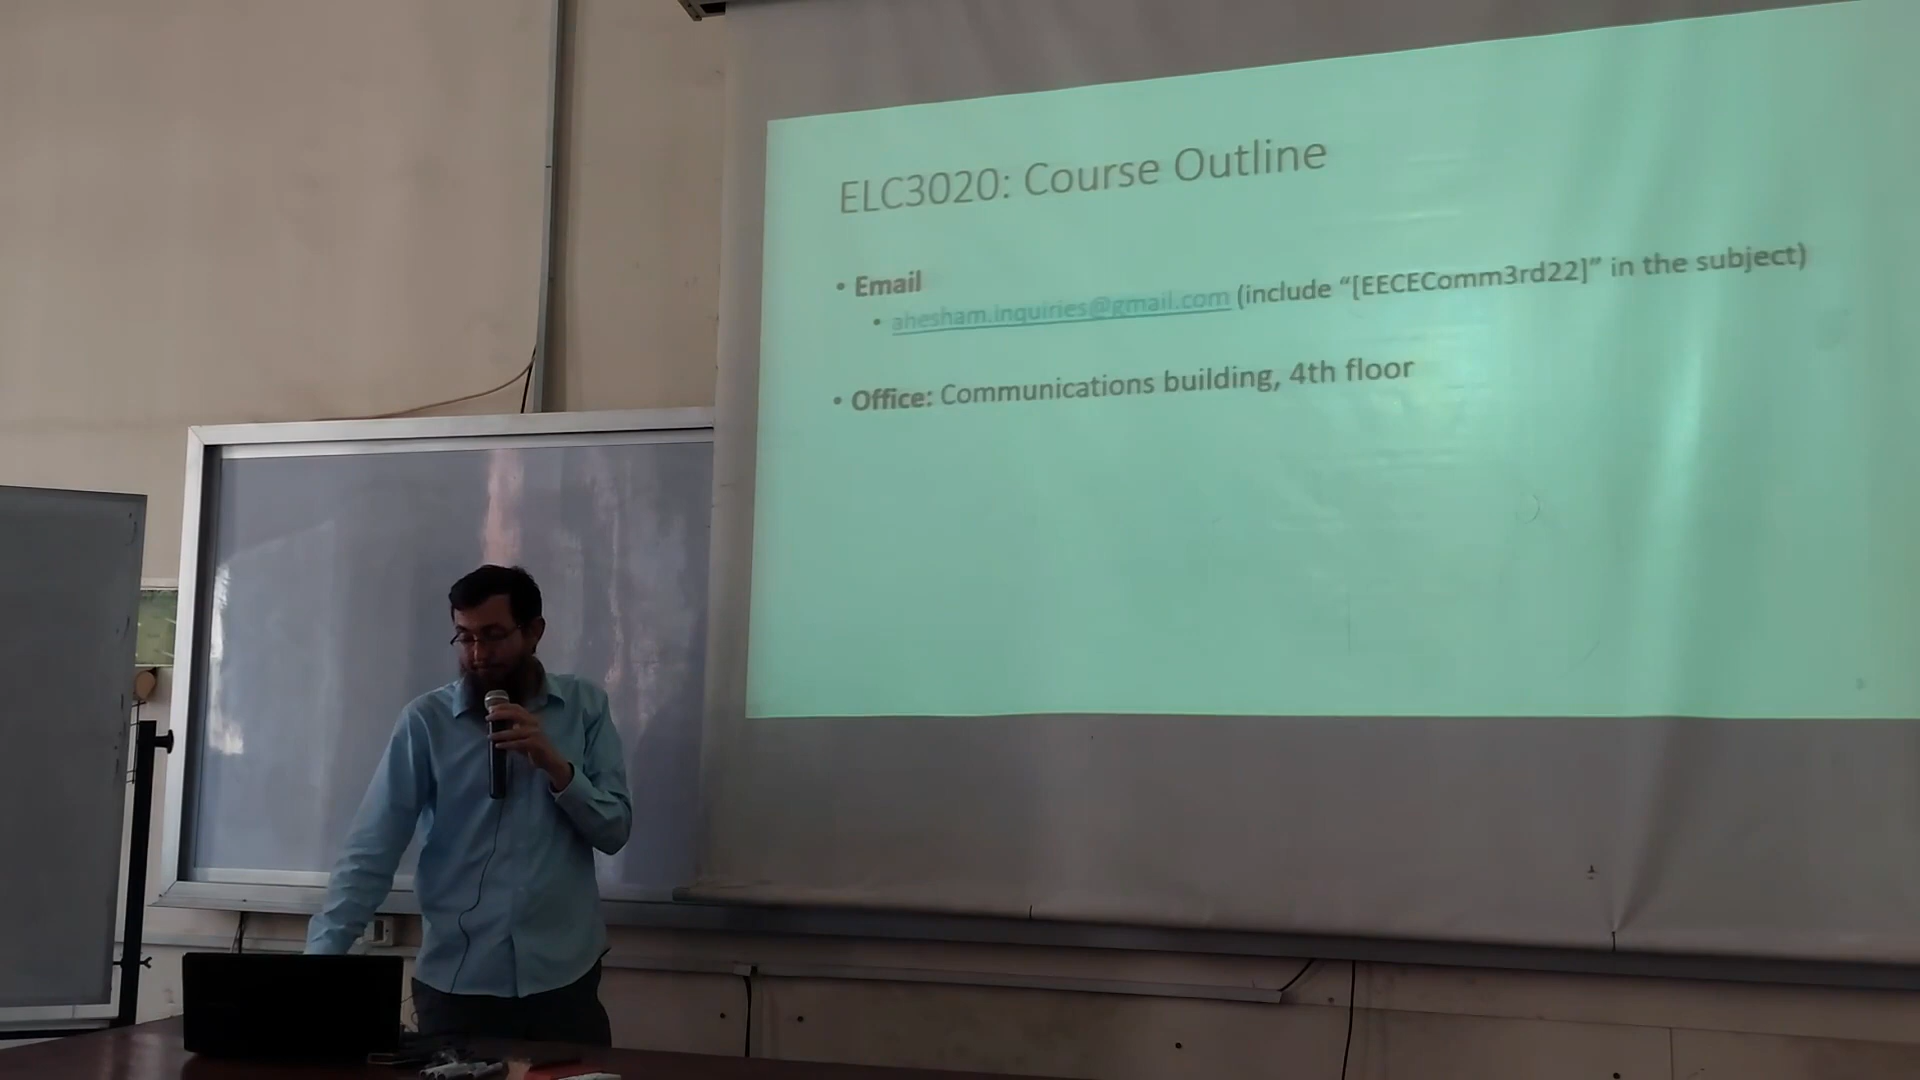 ELC3020: Course Outline
• Email
• ahesham.inquiries@gmail.com (include “[EECEComm3rd22]” in the subject)
• Office: Communications building, 4th floor